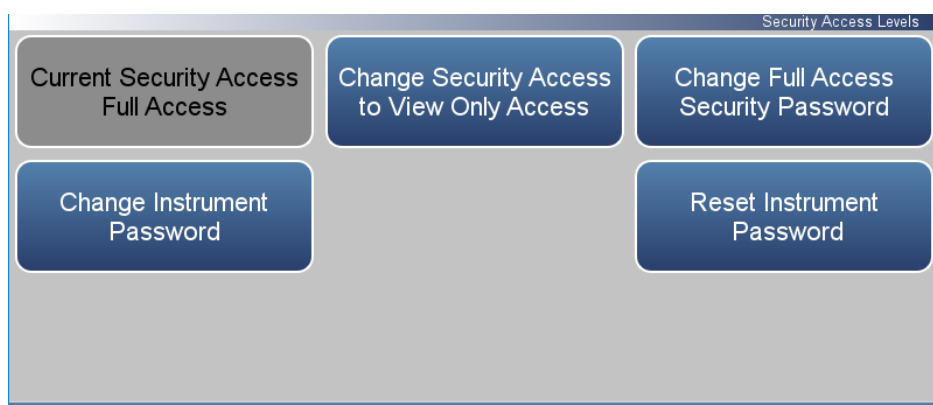 Security Access Levels
Current Security Access
Full Access
Change Security Access
to View Only Access
Change Full Access
Security Password
Change Instrument
Password
Reset Instrument
Password